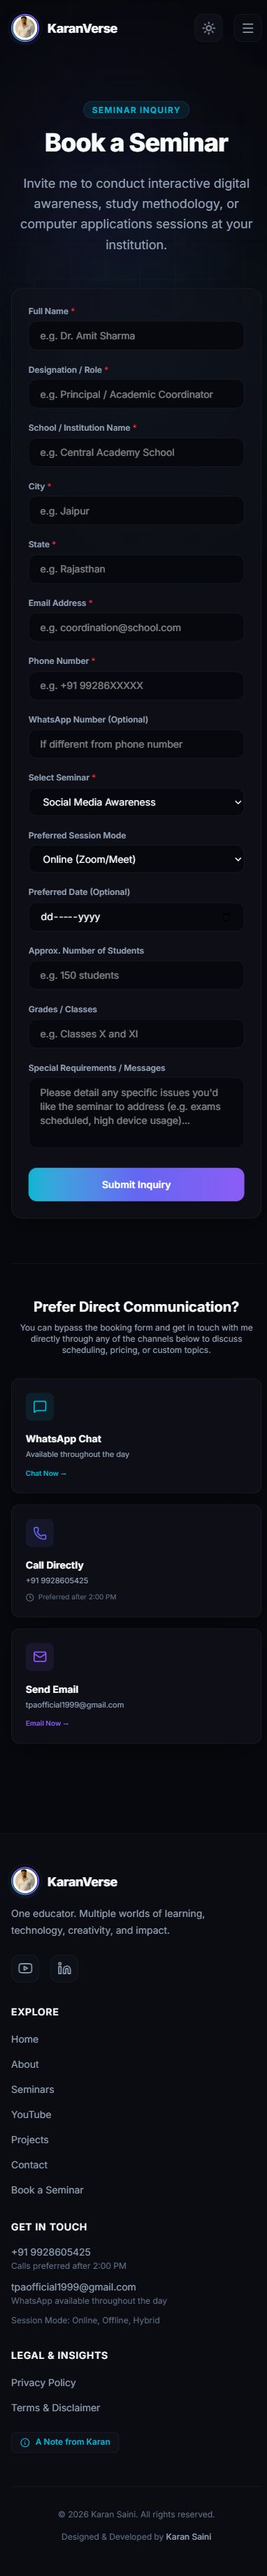 KaranVerse
SEMINAR INQUIRY
Book a Seminar
Invite me to conduct interactive digital
awareness, study methodology, or
computer applications sessions at your
institution.
Full Name *
e.g. Dr. Amit Sharma
Designation / Role *
e.g. Principal / Academic Coordinator
School / Institution Name *
e.g. Central Academy School
City *
e.g. Jaipur
State *
e.g. Rajasthan
Email Address *
e.g. coordination@school.com
Phone Number *
e.g. +91 99286XXXXX
WhatsApp Number (Optional)
If different from phone number
Select Seminar *
Social Media Awareness
Preferred Session Mode
Online (Zoom/Meet)
Preferred Date (Optional)
dd-----yyyy
Approx. Number of Students
e.g. 150 students
Grades / Classes
e.g. Classes X and XI
Special Requirements / Messages
Please detail any specific issues you'd
like the seminar to address (e.g. exams
scheduled, high device usage)...
Submit Inquiry
Prefer Direct Communication?
You can bypass the booking form and get in touch with me
directly through any of the channels below to discuss
scheduling, pricing, or custom topics.
WhatsApp Chat
Available throughout the day
Chat Now →
Call Directly
+91 9928605425
Preferred after 2:00 PM
Send Email
tpaofficial1999@gmail.com
Email Now →
KaranVerse
One educator. Multiple worlds of learning,
technology, creativity, and impact.
EXPLORE
Home
About
Seminars
YouTube
Projects
Contact
Book a Seminar
GET IN TOUCH
+91 9928605425
Calls preferred after 2:00 PM
tpaofficial1999@gmail.com
WhatsApp available throughout the day
Session Mode: Online, Offline, Hybrid
LEGAL & INSIGHTS
Privacy Policy
Terms & Disclaimer
A Note from Karan
© 2026 Karan Saini. All rights reserved.
Designed & Developed by Karan Saini